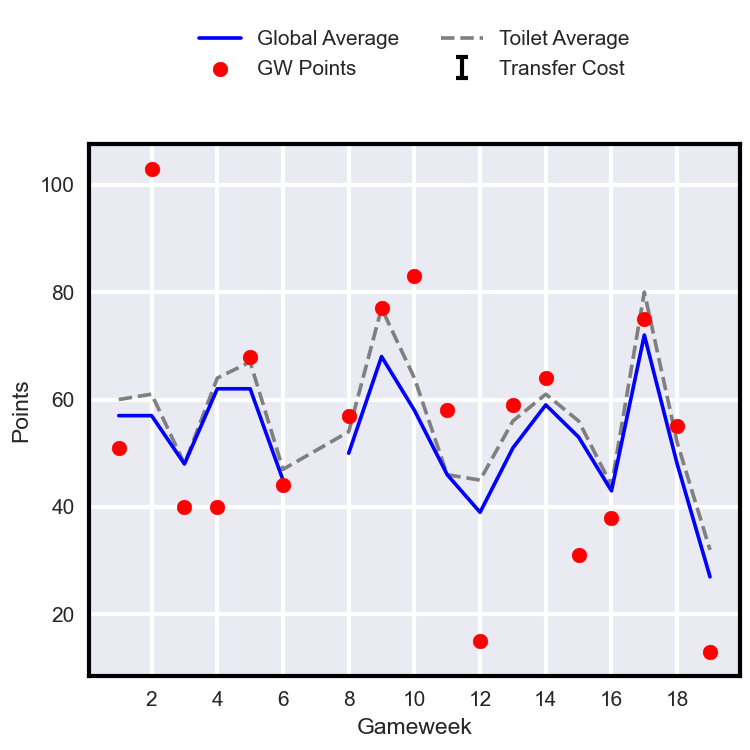 Global Average
GW Points
Toilet Average
Transfer Cost
100
80
60
40
20
Points
2 4 6 8 10 12 14 16 18
Gameweek